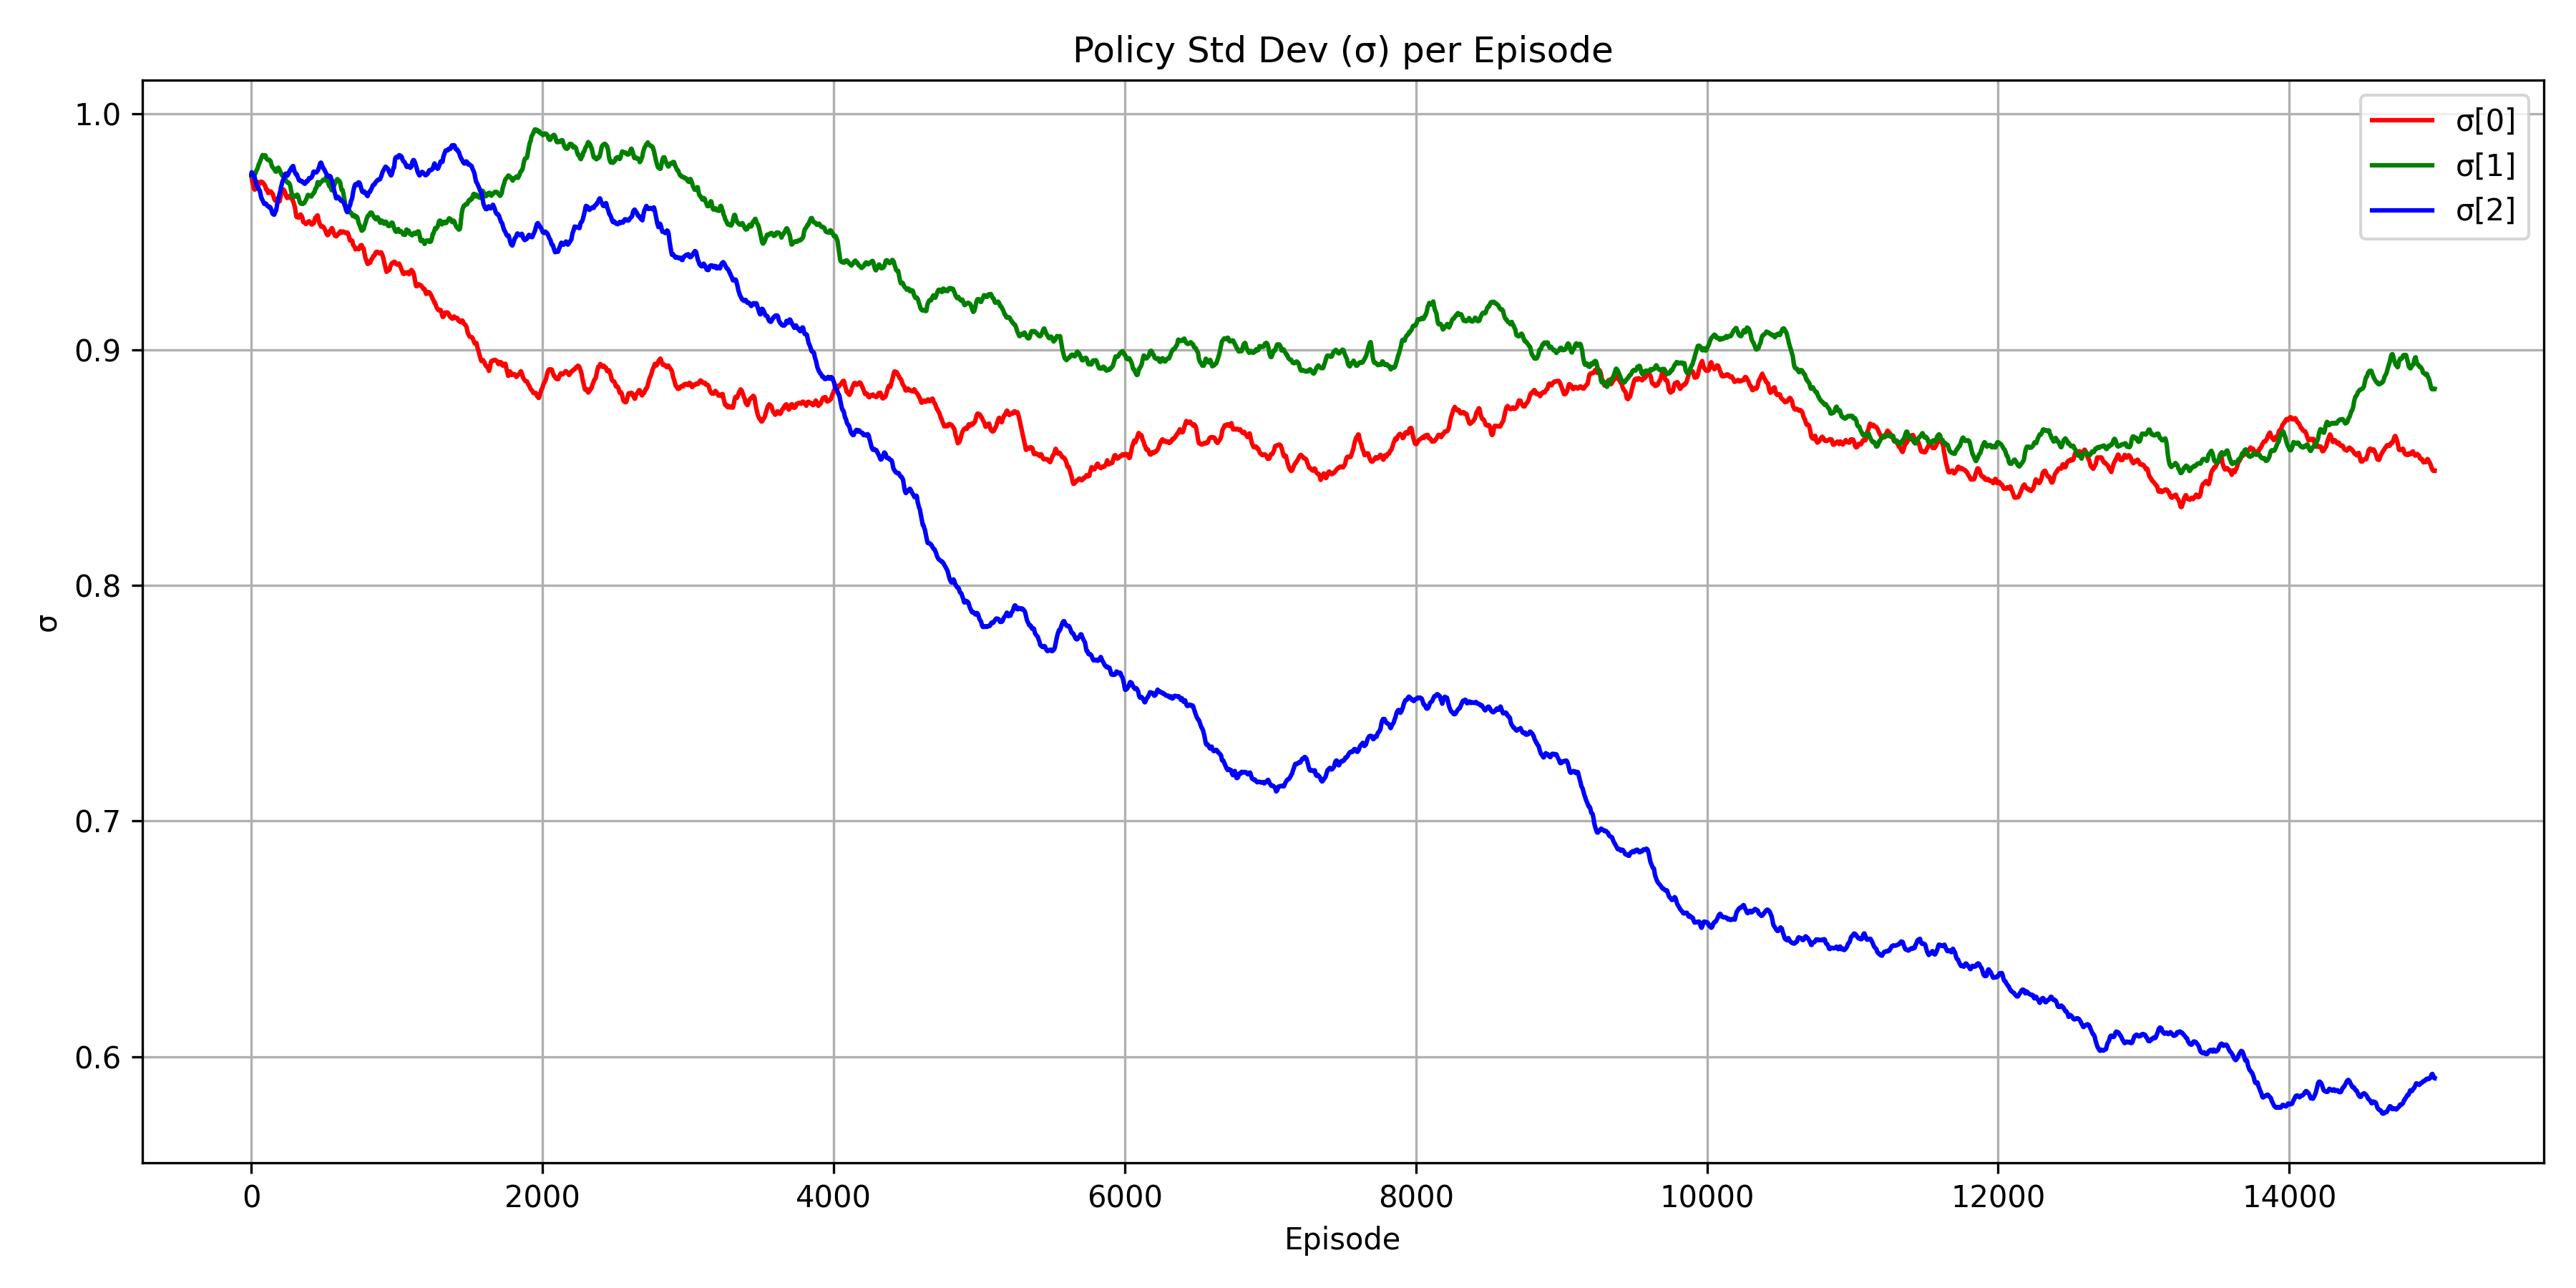 Policy Std Dev (σ) per Episode
σ[0]
σ[1]
σ[2]
1.0
0.9
0.8
0.7
0.6
σ
0 2000 4000 6000 8000 10000 12000 14000
Episode